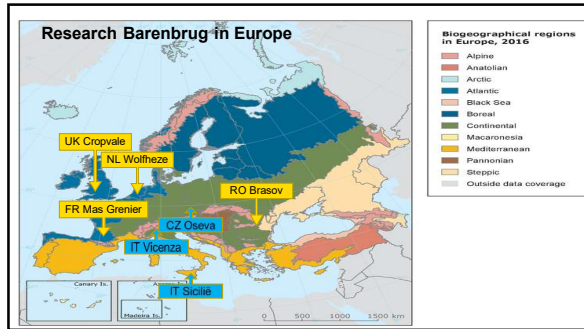 Research Barenbrug in Europe
UK Cropvale
NL Wolfheze
RO Brasov
FR Mas Grenier
CZ Oseva
IT Vicenza
IT Sicilië
Canary Is.
Madeira Is.
0 500 1000 1500 km
Biogeographical regions
in Europe, 2016
Alpine
Anatolian
Arctic
Atlantic
Black Sea
Boreal
Continental
Macaronesia
Mediterranean
Pannonian
Steppic
Outside data coverage